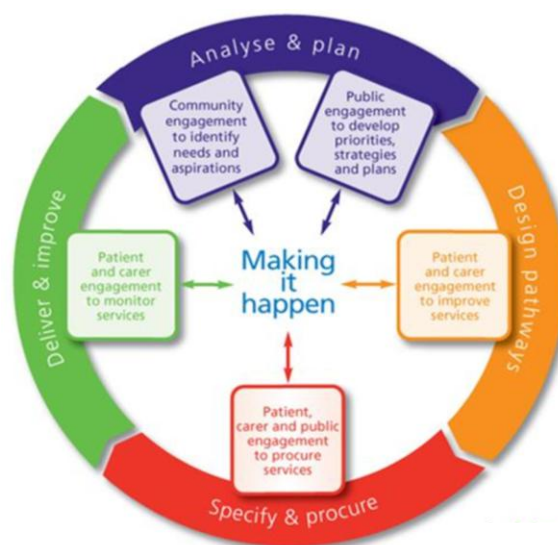 Analyse & plan
Community
engagement
to identify
needs and
aspirations
Public
engagement
to develop
priorities,
strategies
and plans
Design pathways
Deliver & improve
Patient
and carer
engagement
to monitor
services
Making
it
happen
Patient
and carer
engagement
to improve
services
Patient,
carer and public
engagement
to procure
services
Specify & procure